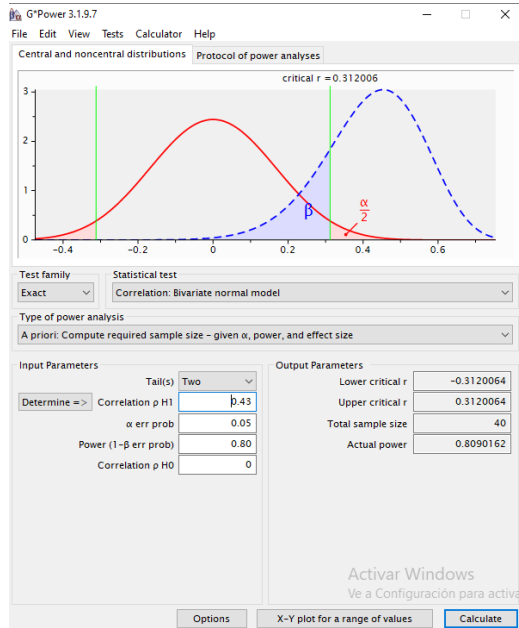 G*Power 3.1.9.7
File Edit View Tests Calculator Help
Central and noncentral distributions Protocol of power analyses
critical r = 0.312006
3
2
1
0
β
α
2
-0.4 -0.2 0 0.2 0.4 0.6
Test family Statistical test
Exact Correlation: Bivariate normal model
Type of power analysis
A priori: Compute required sample size - given α, power, and effect size
Input Parameters Output Parameters
Tail(s) Two Lower critical r -0.3120064
Determine => Correlation ρ H1 0.43 Upper critical r 0.3120064
α err prob 0.05 Total sample size 40
Power (1-β err prob) 0.80 Actual power 0.8090162
Correlation ρ H0 0
Activar Windows
Ve a Configuración para activa
Options X-Y plot for a range of values Calculate